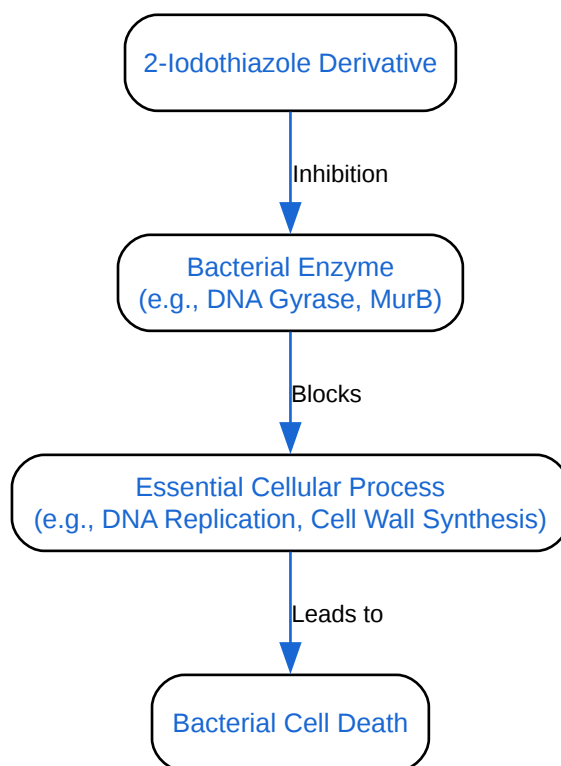 2-Iodothiazole Derivative
Inhibition
Bacterial Enzyme
(e.g., DNA Gyrase, MurB)
Blocks
Essential Cellular Process
(e.g., DNA Replication, Cell Wall Synthesis)
Leads to
Bacterial Cell Death